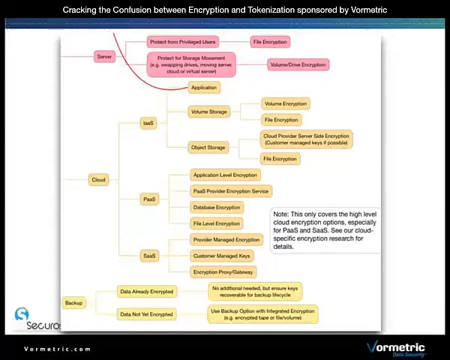 Cracking the Confusion between Encryption and Tokenization sponsored by Vormetric
Server
Protect from Privileged Users
File Encryption
Protect for Storage Movement
(e.g. swapping drives, moving server,
cloud or virtual server)
Volume/Drive Encryption
Cloud
IaaS
Application
Volume Storage
Volume Encryption
File Encryption
Object Storage
Cloud Provider Server Side Encryption
(Customer managed keys if possible)
File Encryption
PaaS
Application Level Encryption
PaaS Provider Encryption Service
Database Encryption
File Level Encryption
SaaS
Provider Managed Encryption
Customer Managed Keys
Encryption Proxy/Gateway
Note: This only covers the high level
cloud encryption options, especially
for PaaS and SaaS. See our cloud-
specific encryption research for
details.
Backup
Data Already Encrypted
No additional needed, but ensure keys
recoverable for backup lifecycle
Data Not Yet Encrypted
Use Backup Option with Integrated Encryption
(e.g. encrypted tape or file/volume)
Securos
Vormetric.com
Vormetric
Data Security